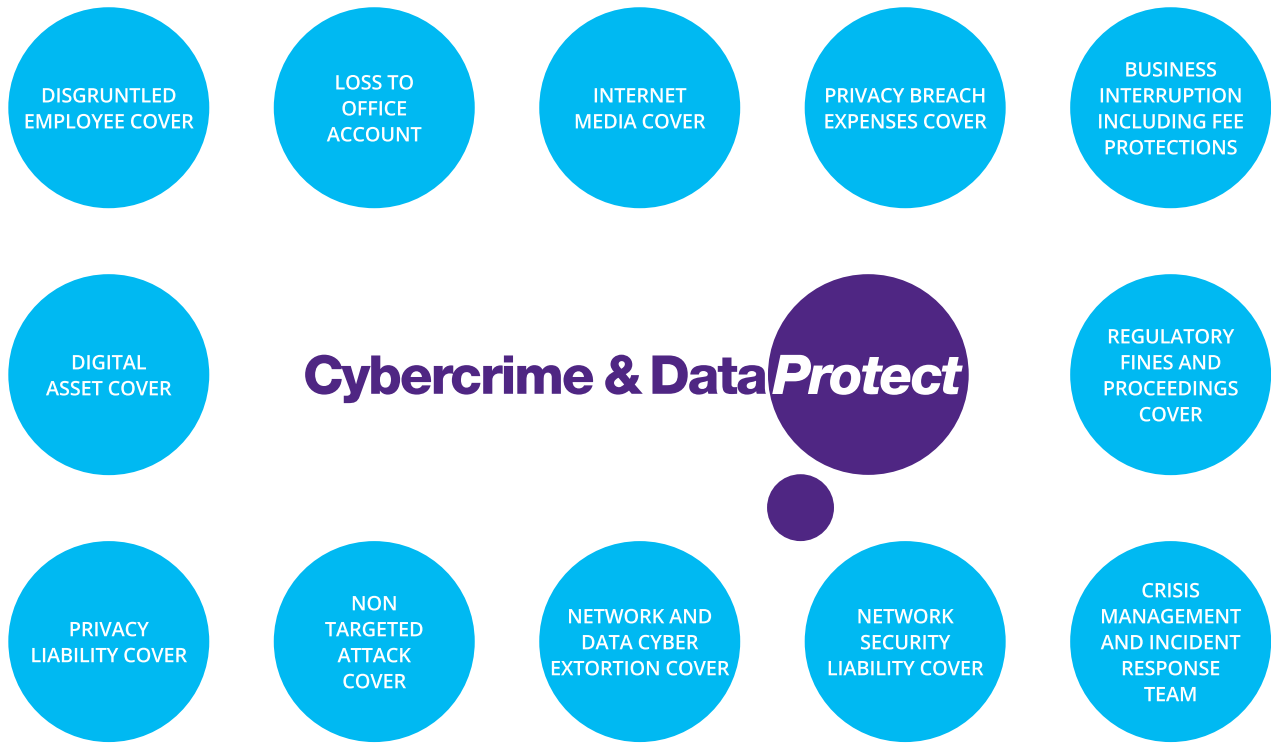 DISGRUNTLED
EMPLOYEE COVER
LOSS TO
OFFICE
ACCOUNT
INTERNET
MEDIA COVER
PRIVACY BREACH
EXPENSES COVER
BUSINESS
INTERRUPTION
INCLUDING FEE
PROTECTIONS
DIGITAL
ASSET COVER
Cybercrime & DataProtect
REGULATORY
FINES AND
PROCEEDINGS
COVER
PRIVACY
LIABILITY COVER
NON
TARGETED
ATTACK
COVER
NETWORK AND
DATA CYBER
EXTORTION COVER
NETWORK
SECURITY
LIABILITY COVER
CRISIS
MANAGEMENT
AND INCIDENT
RESPONSE
TEAM